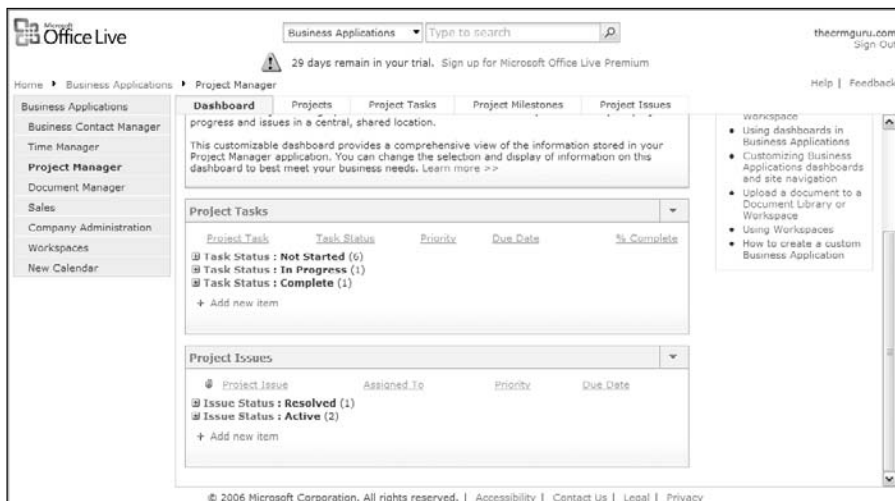 Microsoft
Office Live
Business Applications
Type to search
thecrmguru.com
Sign Out
29 days remain in your trial. Sign up for Microsoft Office Live Premium
Home Business Applications Project Manager
Help | Feedback
Business Applications
Business Contact Manager
Time Manager
Project Manager
Document Manager
Sales
Company Administration
Workspaces
New Calendar
Dashboard Projects Project Tasks Project Milestones Project Issues
progress and issues in a central, shared location.
This customizable dashboard provides a comprehensive view of the information stored in your
Project Manager application. You can change the selection and display of information on this
dashboard to best meet your business needs. Learn more >>
Project Tasks
Project Task Task Status Priority Due Date % Complete
Task Status : Not Started (6)
Task Status : In Progress (1)
Task Status : Complete (1)
+ Add new item
Project Issues
Project Issue Assigned To Priority Due Date
Issue Status : Resolved (1)
Issue Status : Active (2)
+ Add new item
Workspace
• Using dashboards in
Business Applications
• Customizing Business
Applications dashboards
and site navigation
• Upload a document to a
Document Library or
Workspace
• Using Workspaces
• How to create a custom
Business Application
© 2006 Microsoft Corporation. All rights reserved. | Accessibility | Contact Us | Legal | Privacy